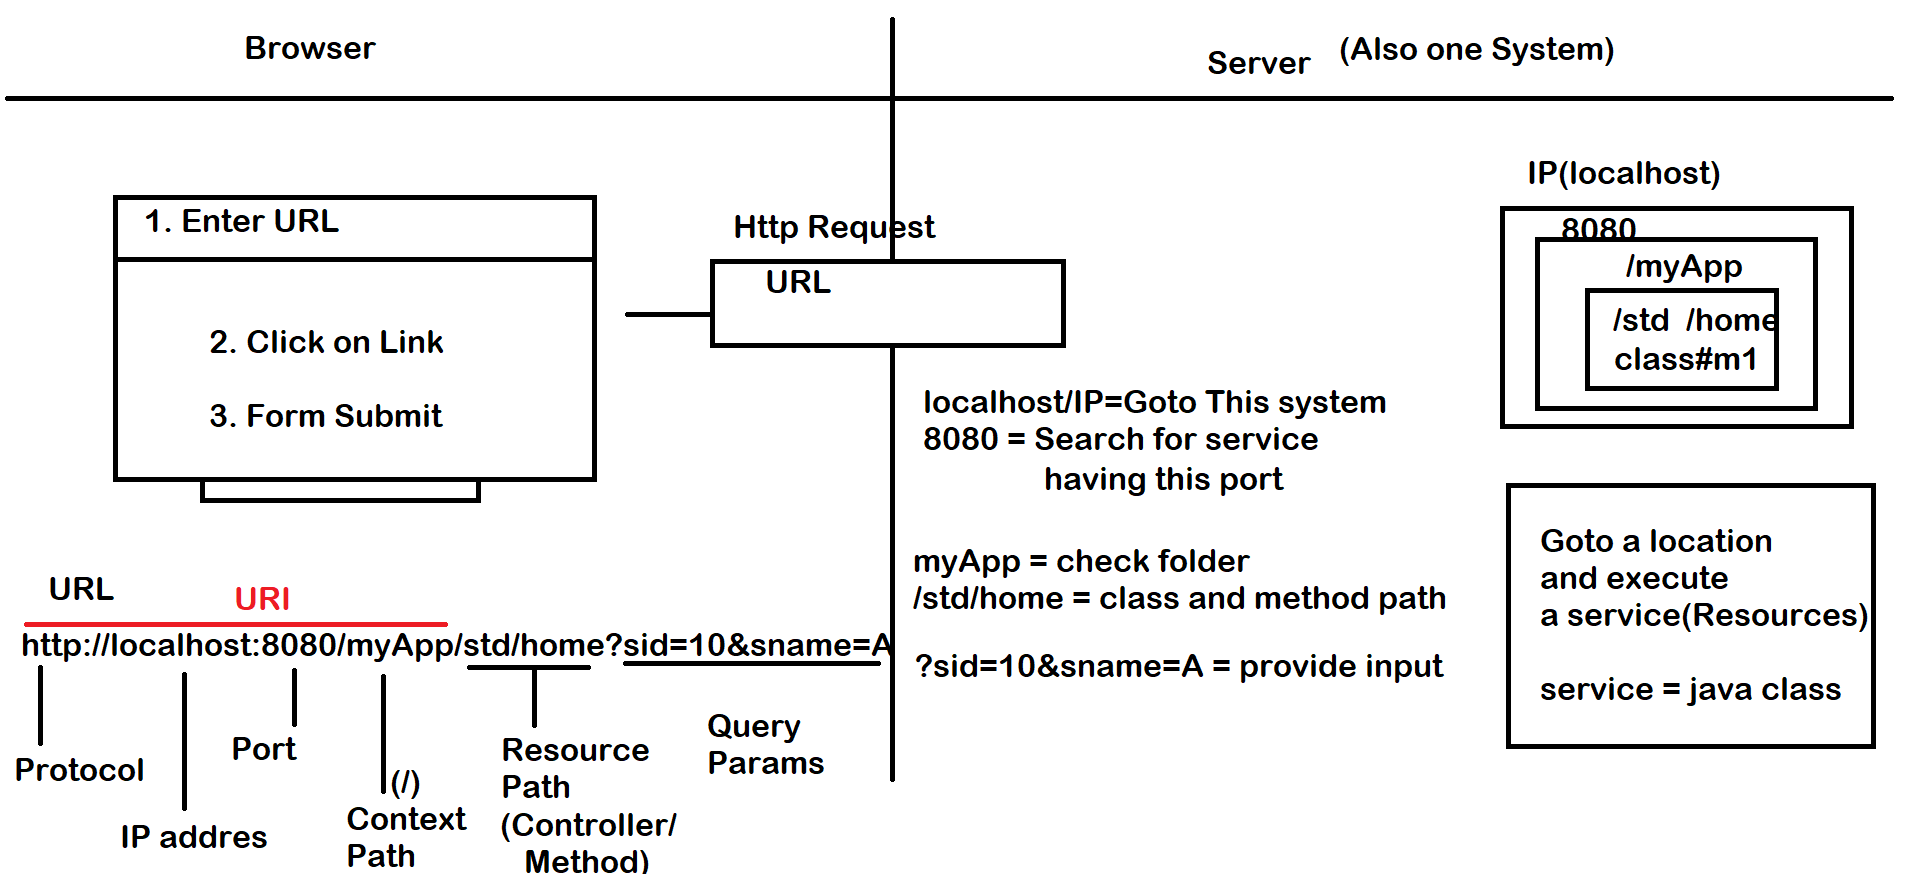 Browser
Server (Also one System)
IP(localhost)
1. Enter URL
2. Click on Link
3. Form Submit
Http Request
URL
8080
/myApp
/std /home
class#m1
localhost/IP=Goto This system
8080 = Search for service
having this port
myApp = check folder
/std/home = class and method path
?sid=10&sname=A = provide input
Goto a location
and execute
a service(Resources)
service = java class
URL
URI
http://localhost:8080/myApp/std/home?sid=10&sname=A
Protocol
IP addres
Port
(/)
Context
Path
Resource
Path
(Controller/
Method)
Query
Params